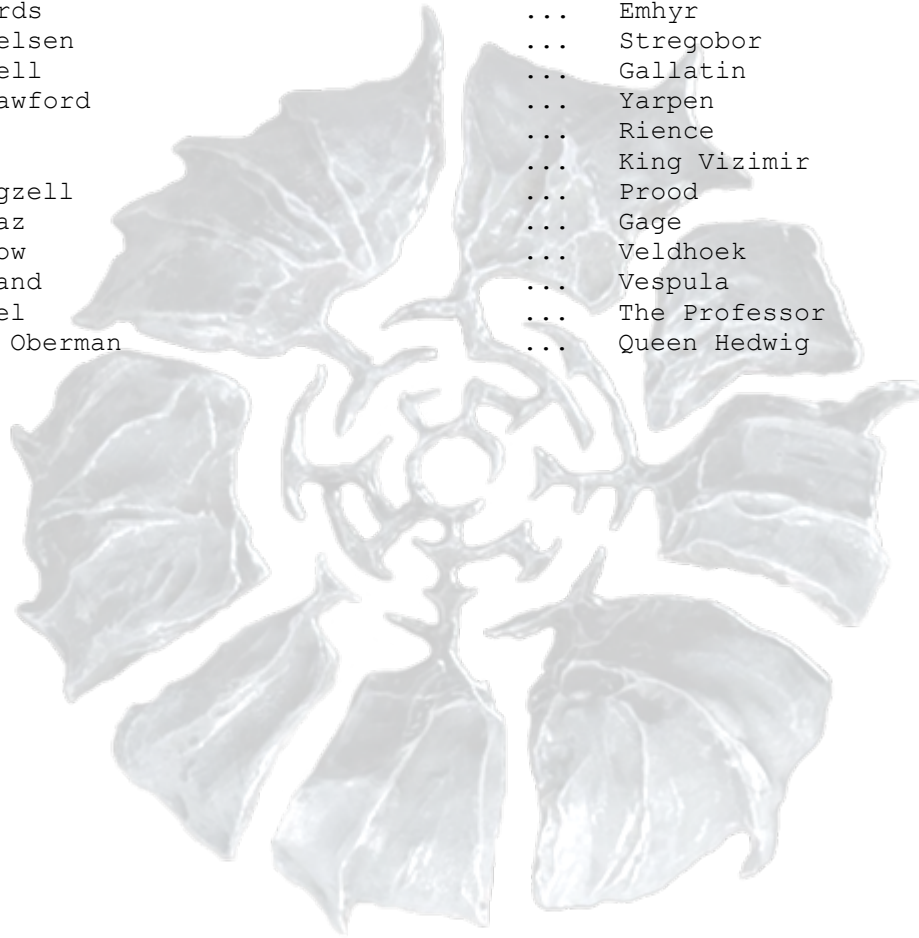 rds ... Emhyr
elsen ... Stregobor
ell ... Gallatin
awford ... Yarpen
... Rience
... King Vizimir
gzell ... Prood
az ... Gage
ow ... Veldhoek
and ... Vespula
el ... The Professor
Oberman ... Queen Hedwig